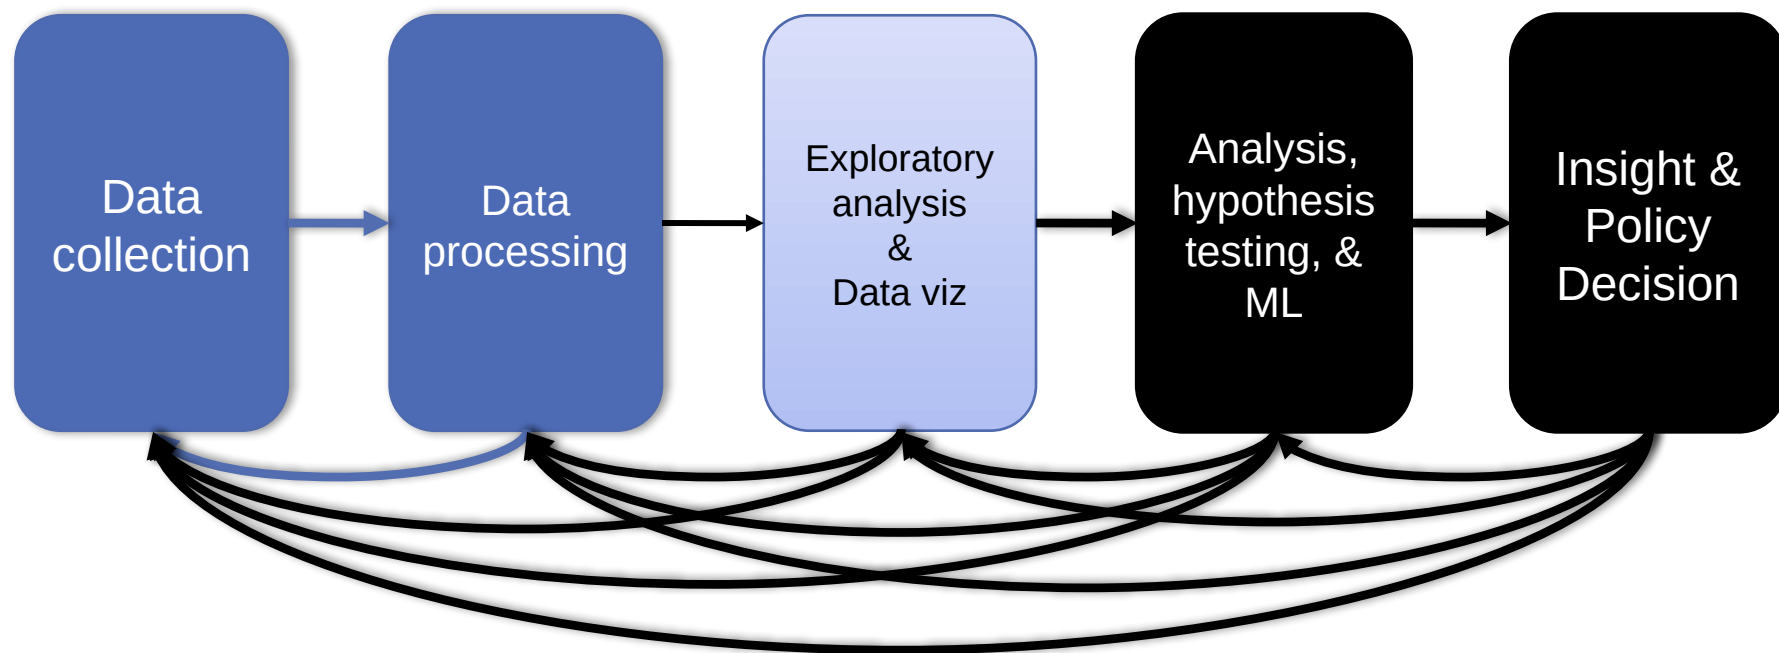 Data
collection
Data
processing
Exploratory
analysis
&
Data viz
Analysis,
hypothesis
testing, &
ML
Insight &
Policy
Decision